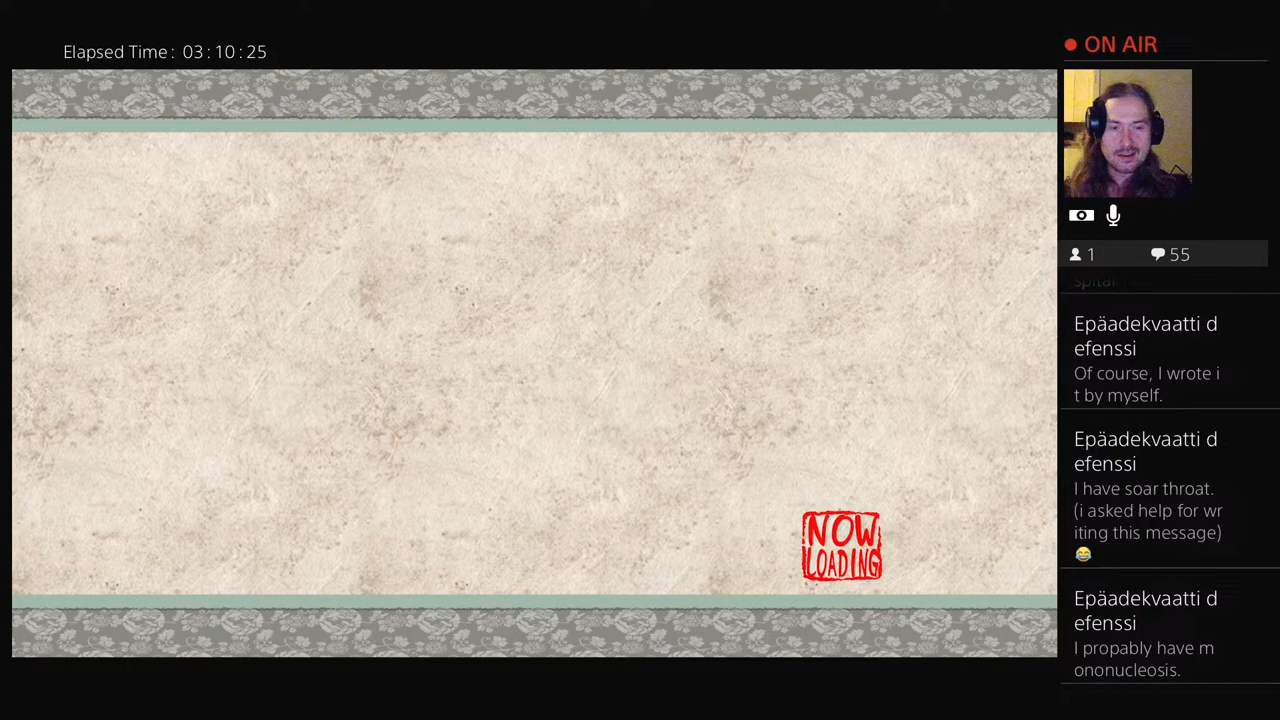 Elapsed Time: 03:10:25
ON AIR
1
55
spital
Epäadekvaatti d
efenssi
Of course, I wrote i
t by myself.
Epäadekvaatti d
efenssi
I have soar throat.
(i asked help for wr
iting this message)
😂
Epäadekvaatti d
efenssi
I propably have m
ononucleosis.
NOW
LOADING